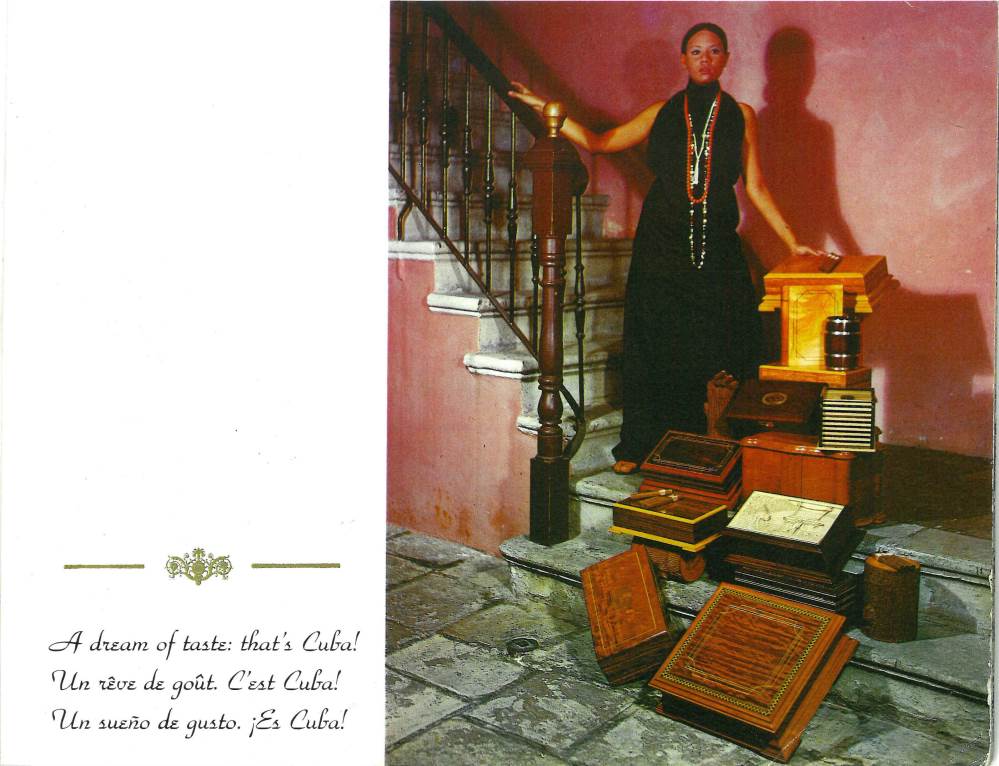 A dream of taste: that's Cuba!
Un rêve de goût. C'est Cuba!
Un sueño de gusto. ¡Es Cuba!